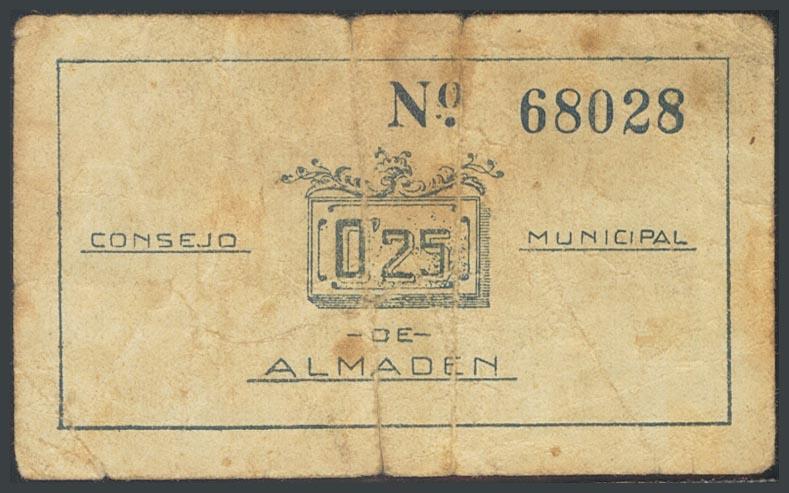 Nº 68028
CONSEJO 0'25 MUNICIPAL
-DE-
ALMADEN